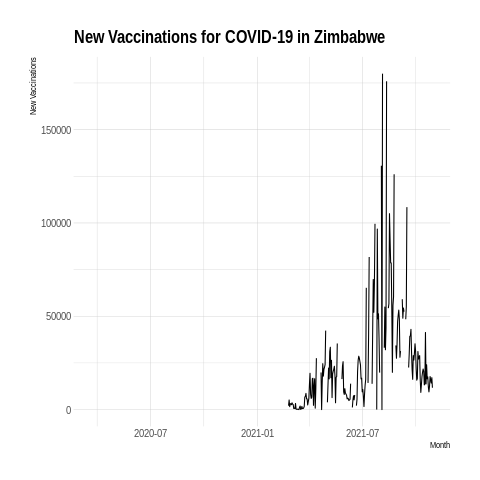 New Vaccinations for COVID-19 in Zimbabwe
New Vaccinations
150000
100000
50000
0
2020-07
2021-01
2021-07
Month